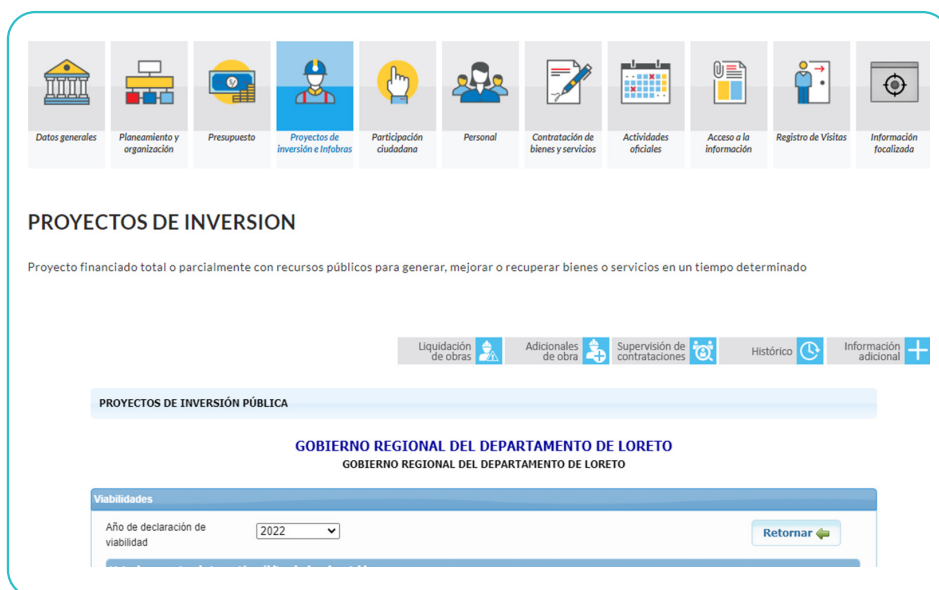 Datos generales
Planeamiento y
organización
Presupuesto
Proyectos de
inversión e Infobras
Participación
ciudadana
Personal
Contratación de
bienes y servicios
Actividades
oficiales
Acceso a la
información
Registro de Visitas
Información
focalizada
PROYECTOS DE INVERSION
Proyecto financiado total o parcialmente con recursos públicos para generar, mejorar o recuperar bienes o servicios en un tiempo determinado
Liquidación
de obras
Adicionales
de obra
Supervisión de
contrataciones
Histórico
Información
adicional
PROYECTOS DE INVERSIÓN PÚBLICA
GOBIERNO REGIONAL DEL DEPARTAMENTO DE LORETO
GOBIERNO REGIONAL DEL DEPARTAMENTO DE LORETO
Viabilidades
Año de declaración de
viabilidad
2022
Retornar